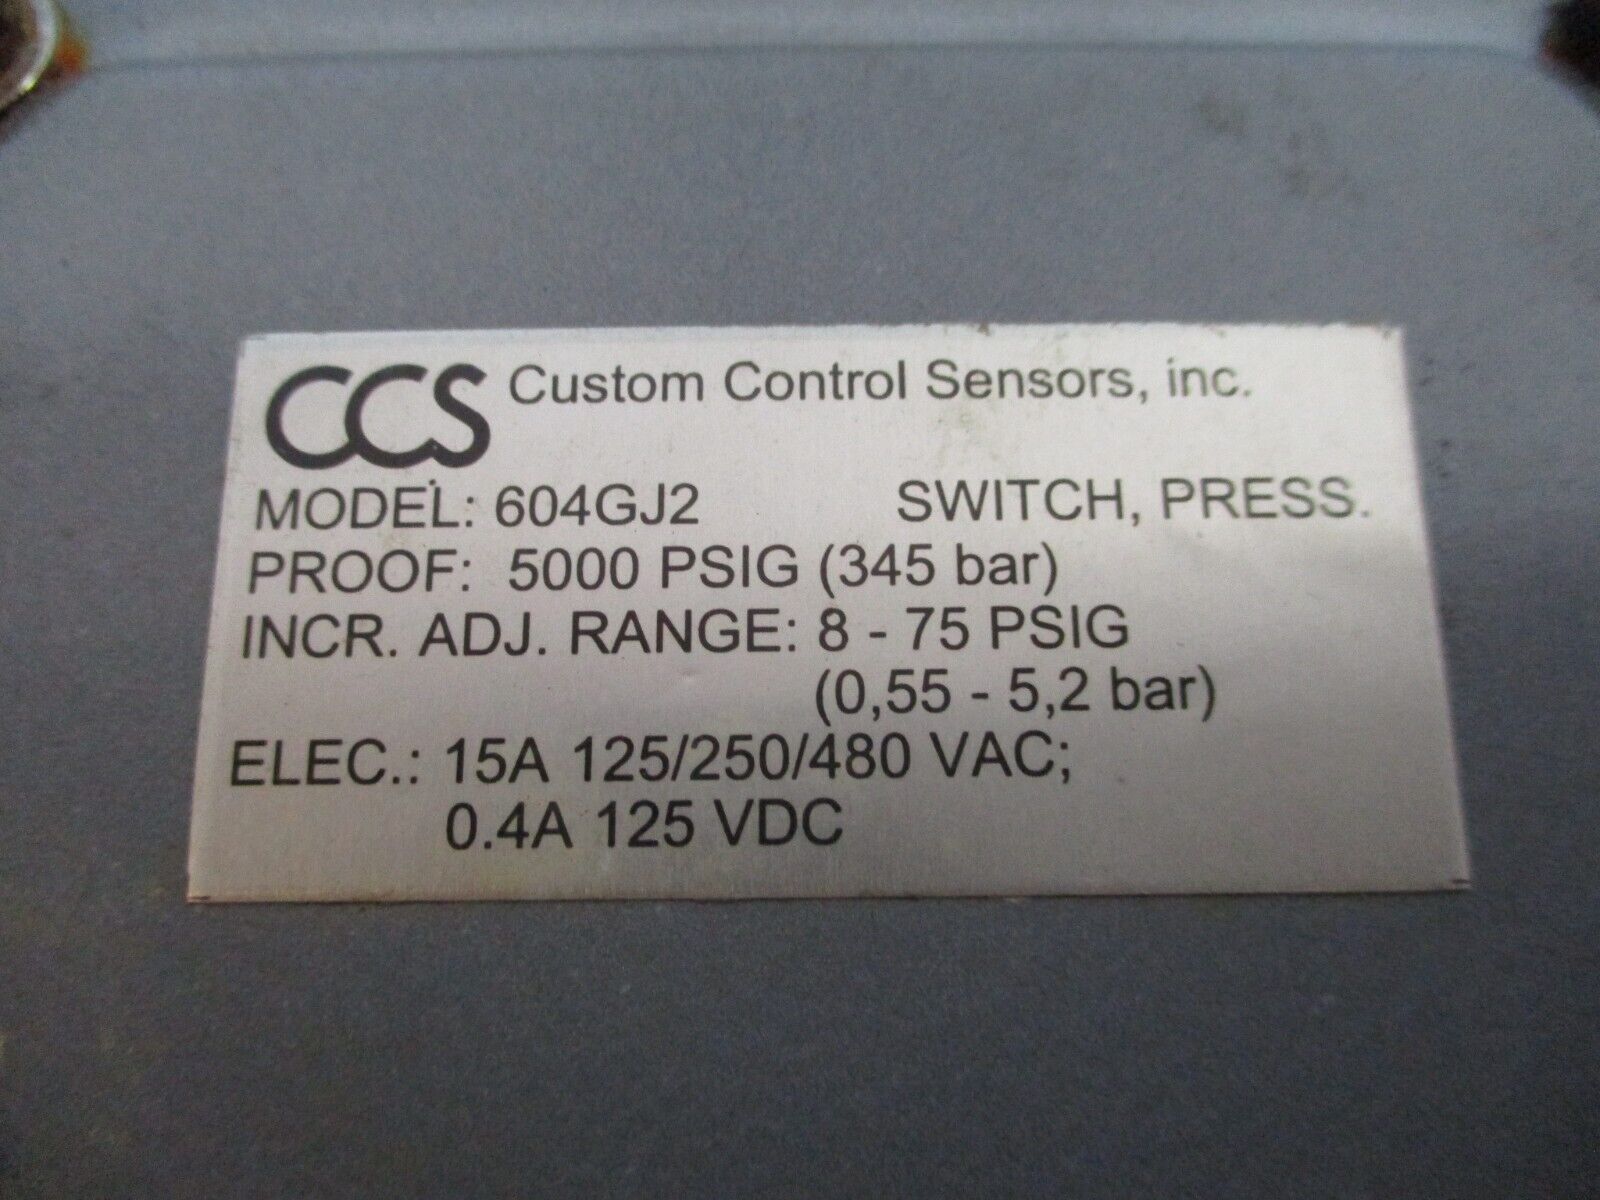 CCS Custom Control Sensors, inc.
MODEL: 604GJ2 SWITCH, PRESS.
PROOF: 5000 PSIG (345 bar)
INCR. ADJ. RANGE: 8 - 75 PSIG
(0,55 - 5,2 bar)
ELEC.: 15A 125/250/480 VAC;
0.4A 125 VDC